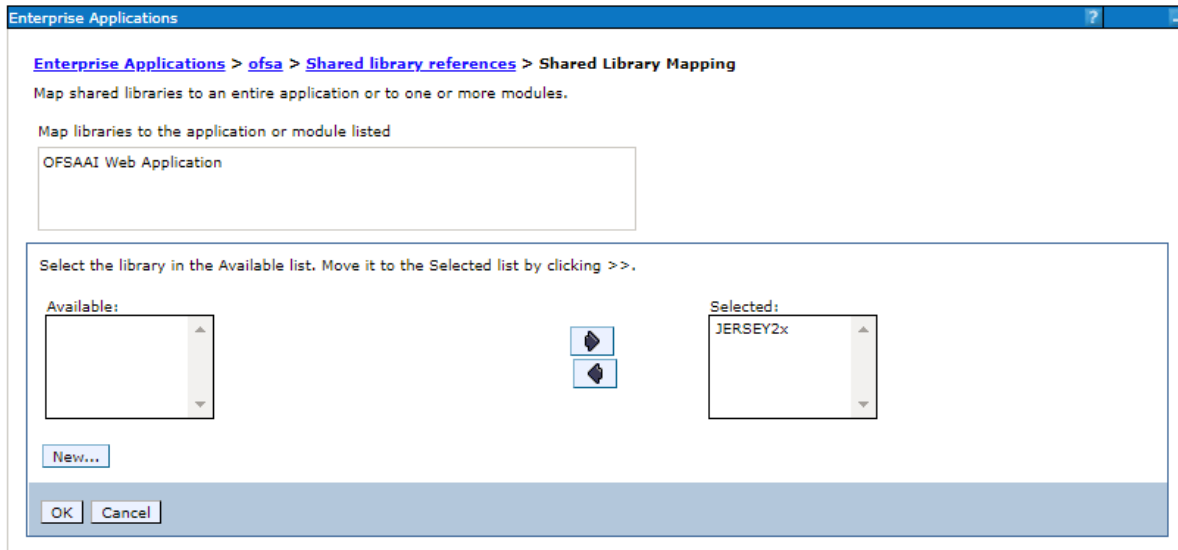 Enterprise Applications ?
Enterprise Applications > ofsa > Shared library references > Shared Library Mapping
Map shared libraries to an entire application or to one or more modules.
Map libraries to the application or module listed
OFSAAI Web Application
Select the library in the Available list. Move it to the Selected list by clicking >>.
Available: Selected:
JERSEY2x
New...
OK Cancel